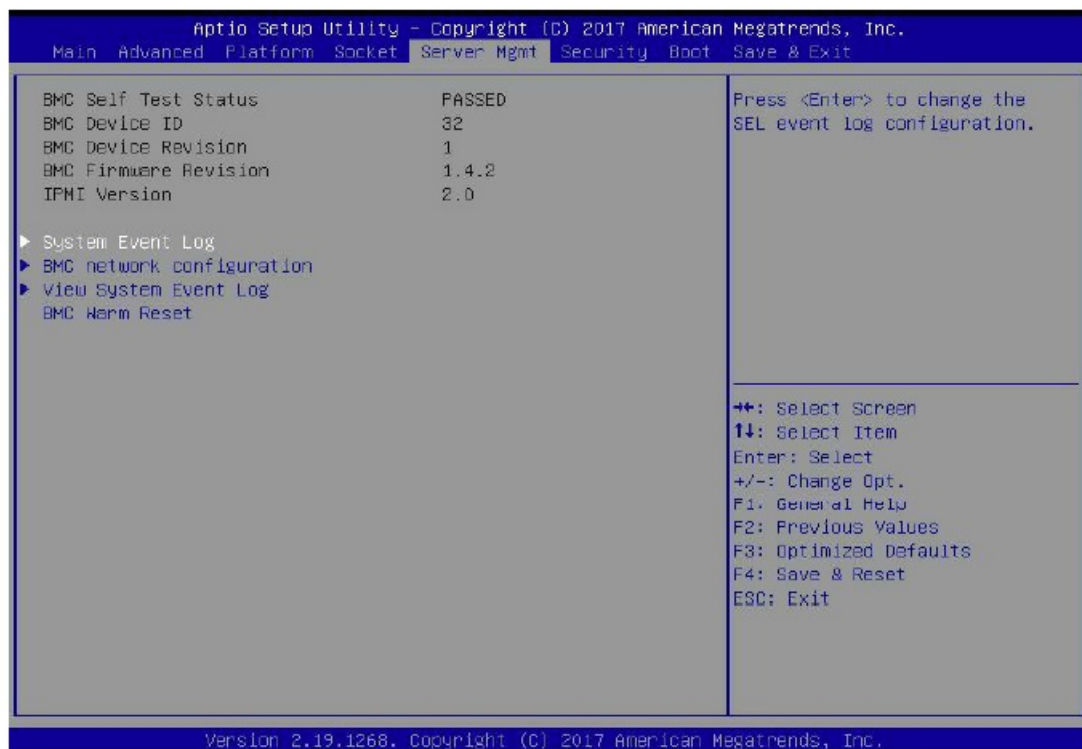 Aptio Setup Utility - Copyright (C) 2017 American Megatrends, Inc.
Main Advanced Platform Socket Server Mgmt Security Boot Save & Exit
BMC Self Test Status PASSED
BMC Device ID 32
BMC Device Revision 1
BMC Firmware Revision 1.4.2
IPMI Version 2.0
System Event Log
BMC network configuration
View System Event Log
BMC Warm Reset
Press <Enter> to change the
SEL event log configuration.
→←: Select Screen
↑↓: Select Item
Enter: Select
+/-: Change Opt.
F1: General Help
F2: Previous Values
F3: Optimized Defaults
F4: Save & Reset
ESC: Exit
Version 2.19.1268. Copyright (C) 2017 American Megatrends, Inc.